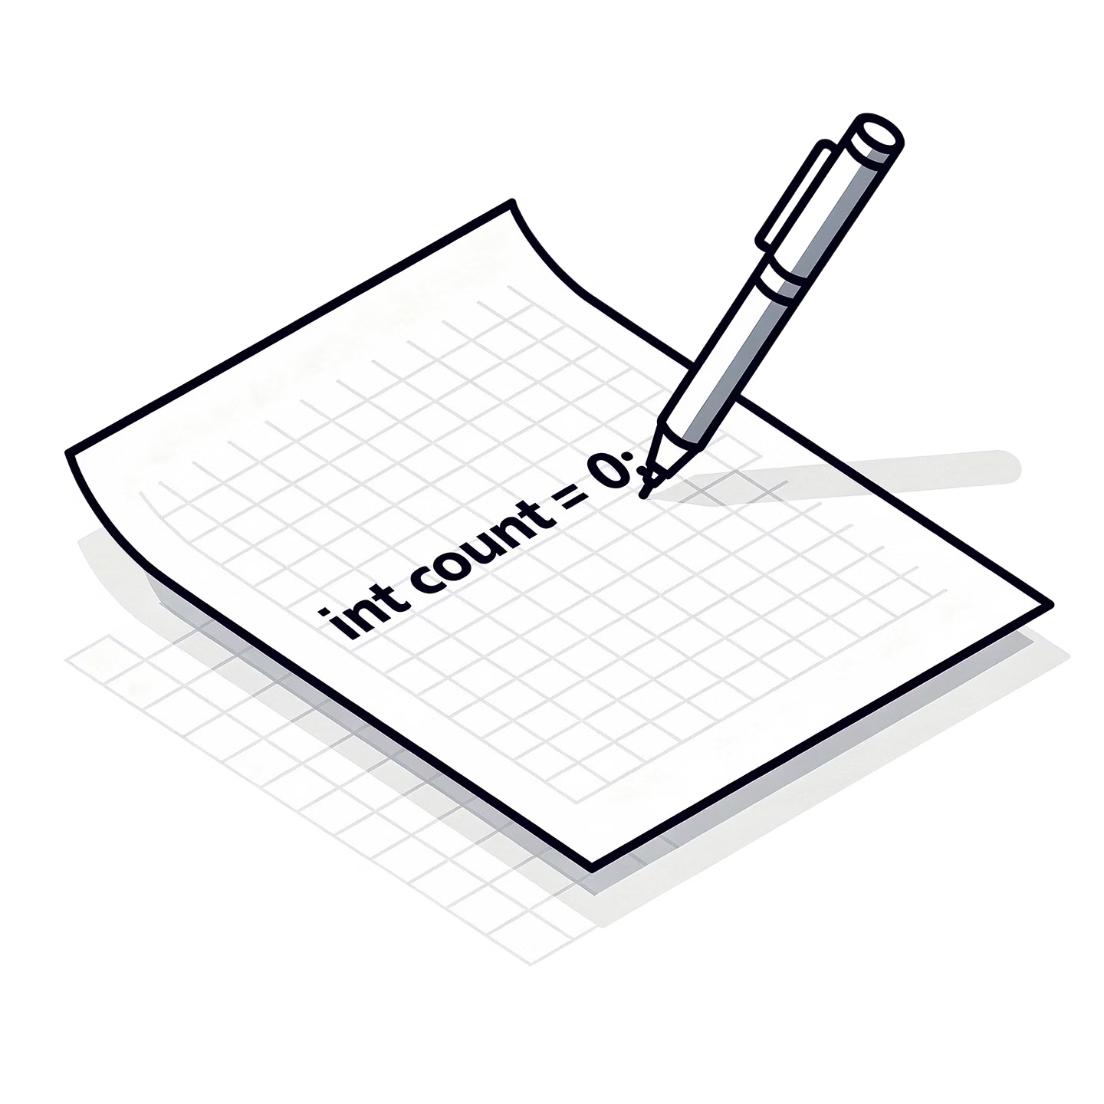 int count = 0;